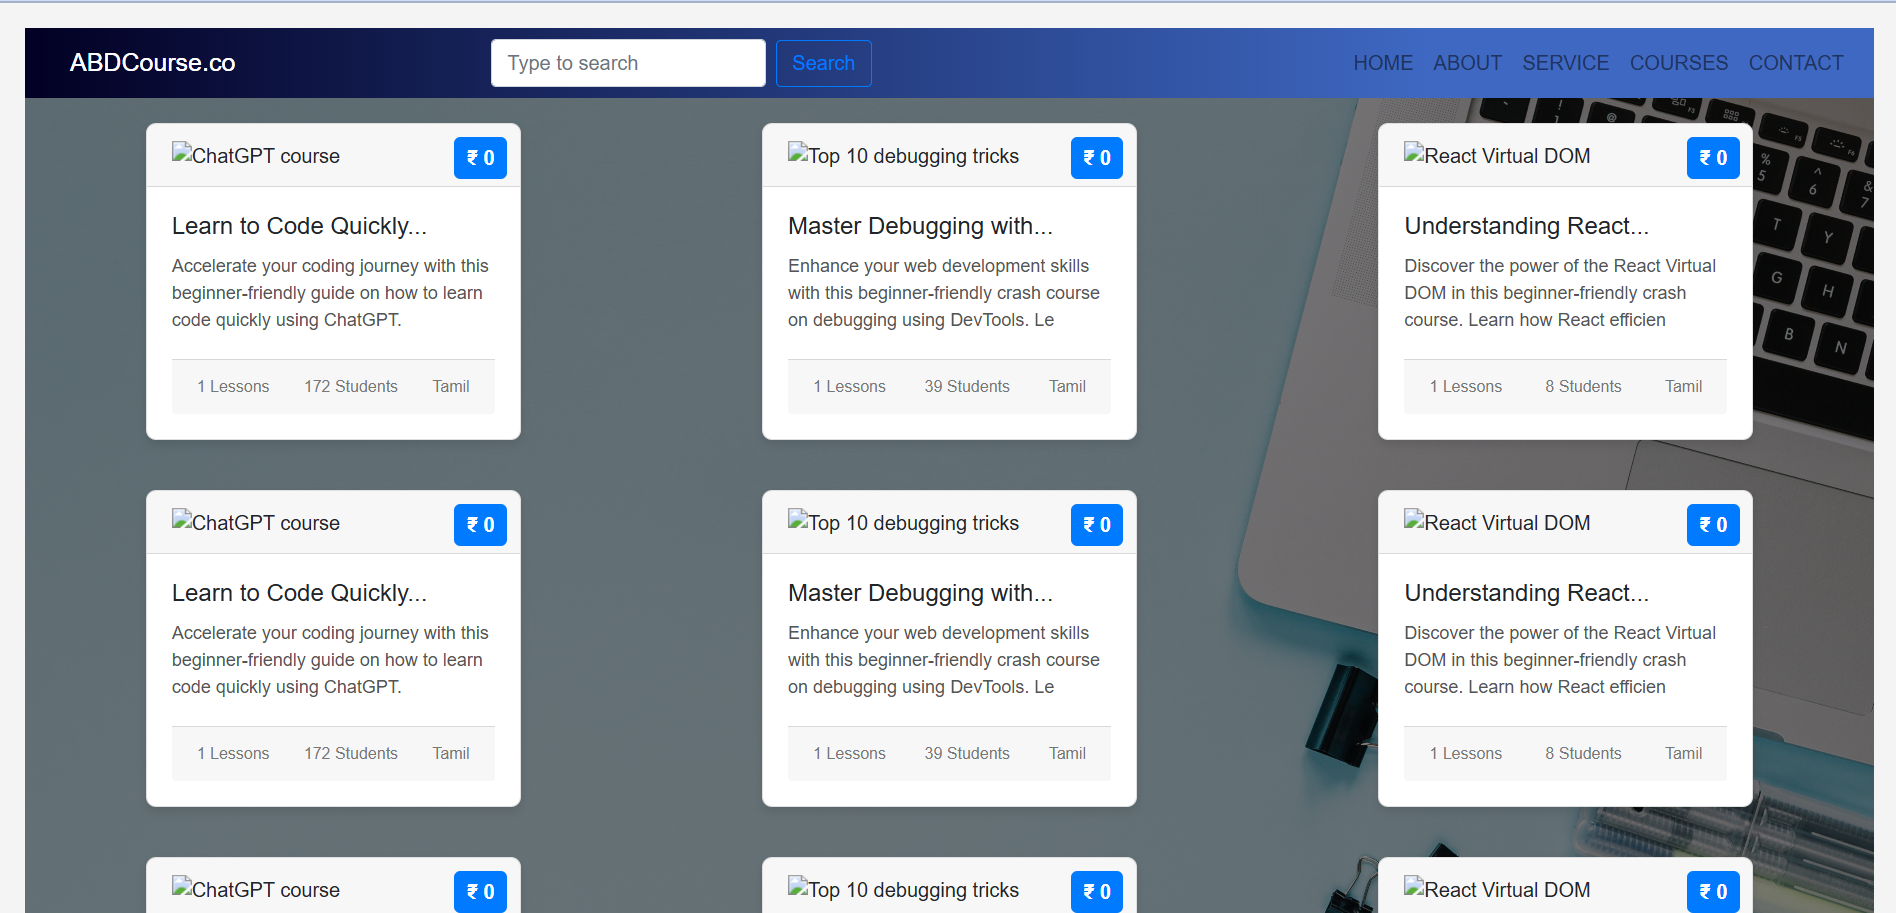 ABDCourse.co
Type to search
Search
HOME ABOUT SERVICE COURSES CONTACT
ChatGPT course
₹ 0
Learn to Code Quickly...
Accelerate your coding journey with this
beginner-friendly guide on how to learn
code quickly using ChatGPT.
1 Lessons 172 Students Tamil
Top 10 debugging tricks
₹ 0
Master Debugging with...
Enhance your web development skills
with this beginner-friendly crash course
on debugging using DevTools. Le
1 Lessons 39 Students Tamil
React Virtual DOM
₹ 0
Understanding React...
Discover the power of the React Virtual
DOM in this beginner-friendly crash
course. Learn how React efficien
1 Lessons 8 Students Tamil
ChatGPT course
₹ 0
Learn to Code Quickly...
Accelerate your coding journey with this
beginner-friendly guide on how to learn
code quickly using ChatGPT.
1 Lessons 172 Students Tamil
Top 10 debugging tricks
₹ 0
Master Debugging with...
Enhance your web development skills
with this beginner-friendly crash course
on debugging using DevTools. Le
1 Lessons 39 Students Tamil
React Virtual DOM
₹ 0
Understanding React...
Discover the power of the React Virtual
DOM in this beginner-friendly crash
course. Learn how React efficien
1 Lessons 8 Students Tamil
ChatGPT course
₹ 0
Top 10 debugging tricks
₹ 0
React Virtual DOM
₹ 0